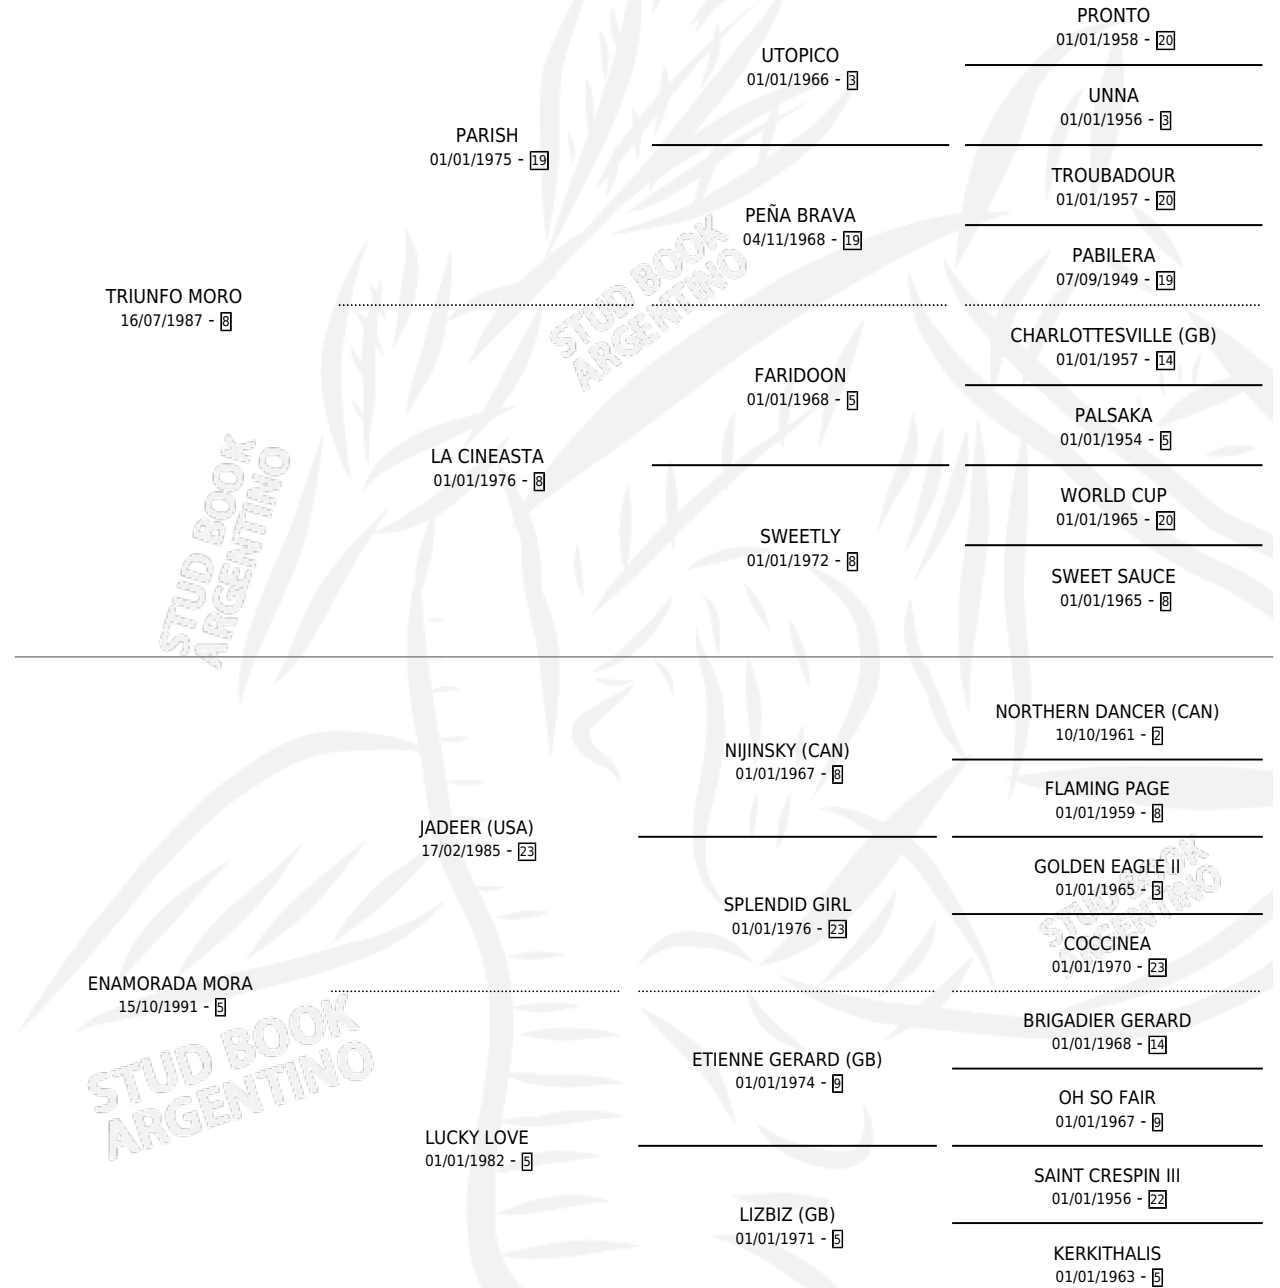 PRONTO
01/01/1958 - 20
UTOPICO
01/01/1966 - 3
UNNA
01/01/1956 - 3
PARISH
01/01/1975 - 19
TROUBADOUR
01/01/1957 - 20
PEÑA BRAVA
04/11/1968 - 19
PABILERA
07/09/1949 - 19
TRIUNFO MORO
16/07/1987 - 8
CHARLOTTESVILLE (GB)
01/01/1957 - 14
FARIDOON
01/01/1968 - 5
PALSAKA
01/01/1954 - 5
LA CINEASTA
01/01/1976 - 8
WORLD CUP
01/01/1965 - 20
SWEETLY
01/01/1972 - 8
SWEET SAUCE
01/01/1965 - 8
STUD BOOK
ARGENTINO
STUD BOOK
ARGENTINO
NORTHERN DANCER (CAN)
10/10/1961 - 2
NIJINSKY (CAN)
01/01/1967 - 8
FLAMING PAGE
01/01/1959 - 8
JADEER (USA)
17/02/1985 - 23
GOLDEN EAGLE II
01/01/1965 - 3
SPLENDID GIRL
01/01/1976 - 23
COCCINEA
01/01/1970 - 23
STUD BOOK
ARGENTINO
ENAMORADA MORA
15/10/1991 - 5
BRIGADIER GERARD
01/01/1968 - 14
ETIENNE GERARD (GB)
01/01/1974 - 9
OH SO FAIR
01/01/1967 - 9
LUCKY LOVE
01/01/1982 - 5
SAINT CRESPIN III
01/01/1956 - 22
LIZBIZ (GB)
01/01/1971 - 5
KERKITHALIS
01/01/1963 - 5
STUD BOOK
ARGENTINO